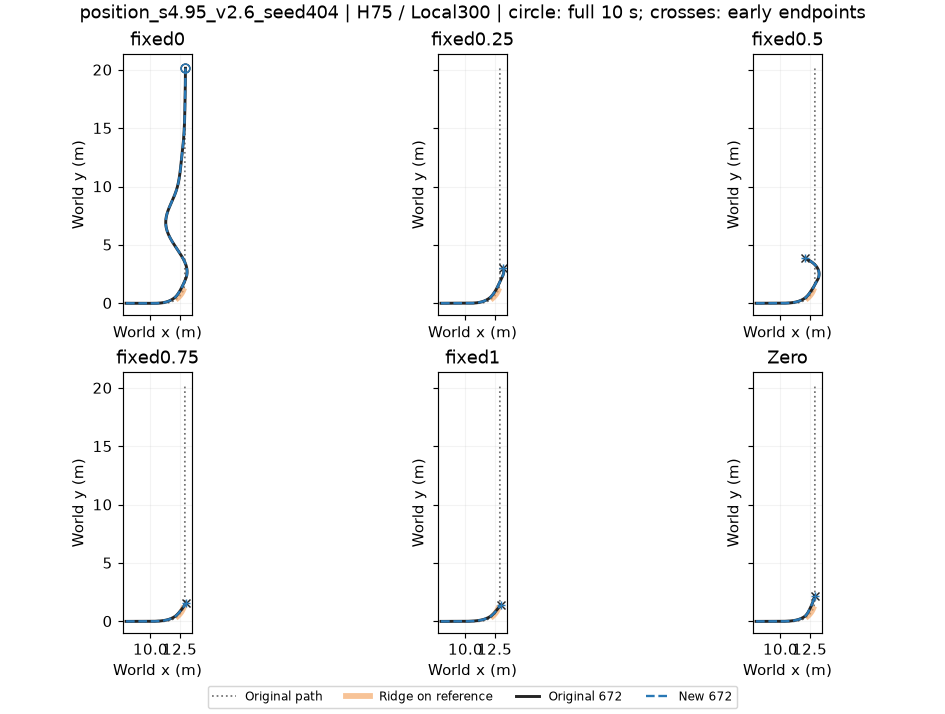 position_s4.95_v2.6_seed404 | H75 / Local300 | circle: full 10 s; crosses: early endpoints
fixed0
fixed0.25
fixed0.5
20
15
10
5
0
World y (m)
World y (m)
World y (m)
World x (m)
World x (m)
World x (m)
fixed0.75
fixed1
Zero
20
15
10
5
0
World y (m)
World y (m)
World y (m)
10.0 12.5
10.0 12.5
10.0 12.5
World x (m)
World x (m)
World x (m)
Original path
Ridge on reference
Original 672
New 672